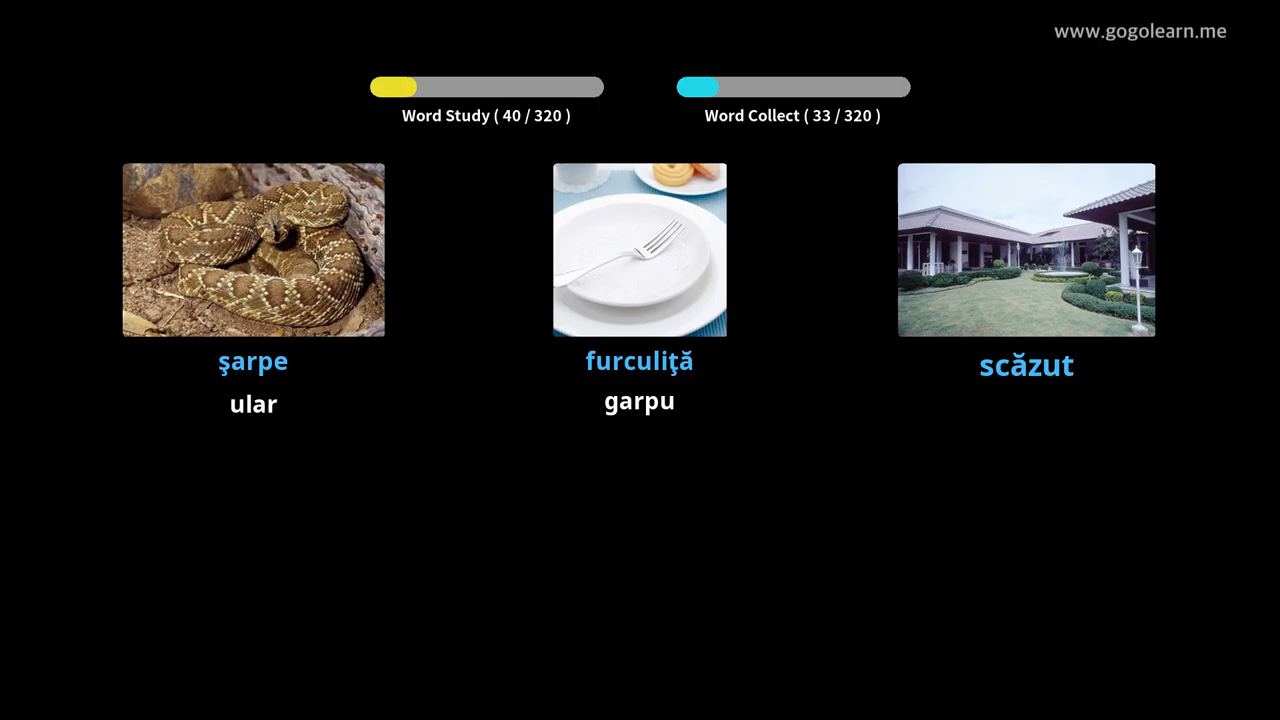 www.gogolearn.me
Word Study ( 40 / 320 )
Word Collect ( 33 / 320 )
şarpe
furculiţă
scăzut
ular
garpu